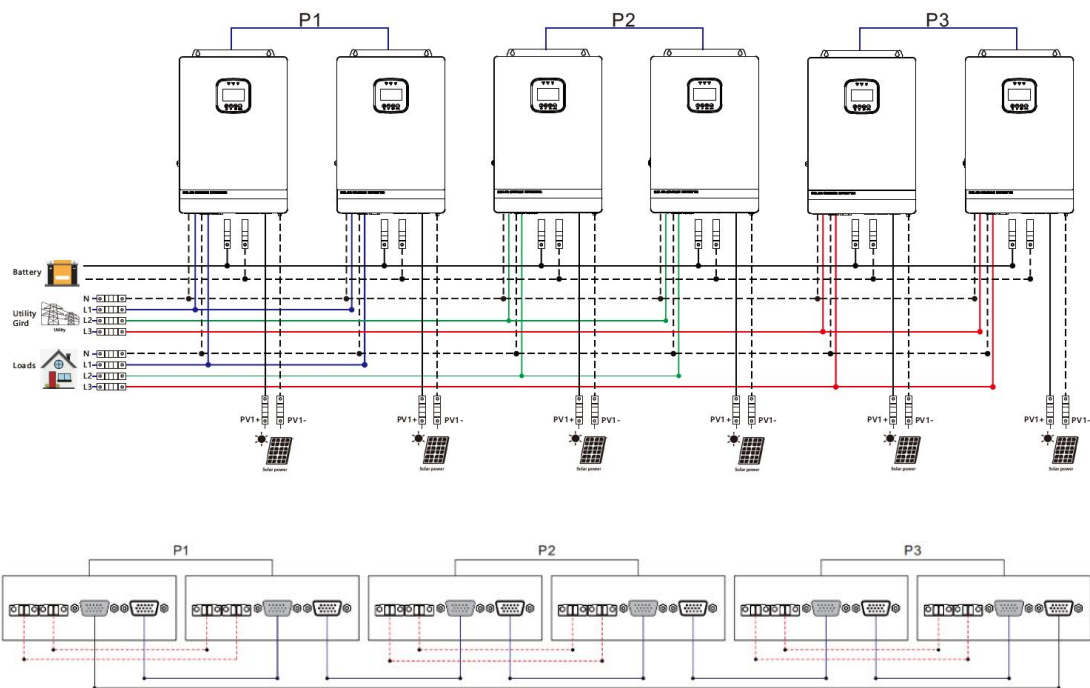 P1 P2 P3
Battery
N
Utility Gird
L1
L2
Utility
L3
N
Loads
L1
L2
L3
PV1+ PV1- PV1+ PV1- PV1+ PV1- PV1+ PV1- PV1+ PV1- PV1+ PV1-
Solar power Solar power Solar power Solar power Solar power Solar power
P1 P2 P3